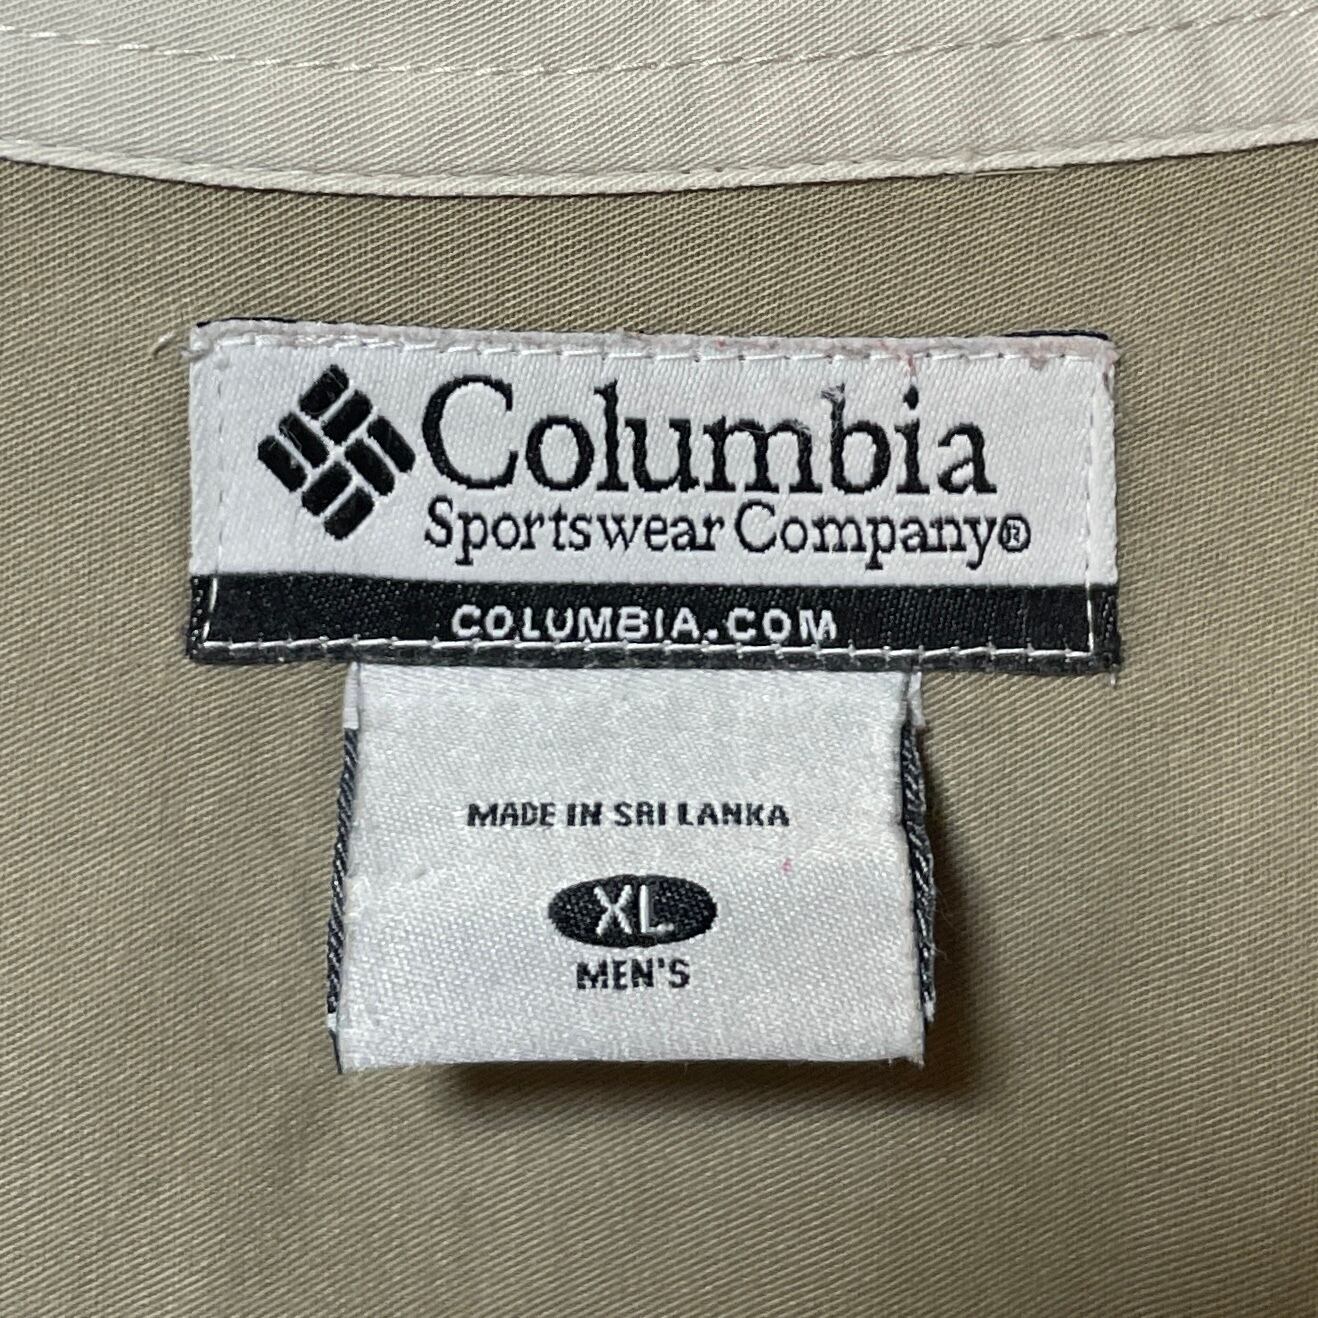 Columbia
Sportswear Company®
COLUMBIA.COM
MADE IN SRI LANKA
XL
MEN'S